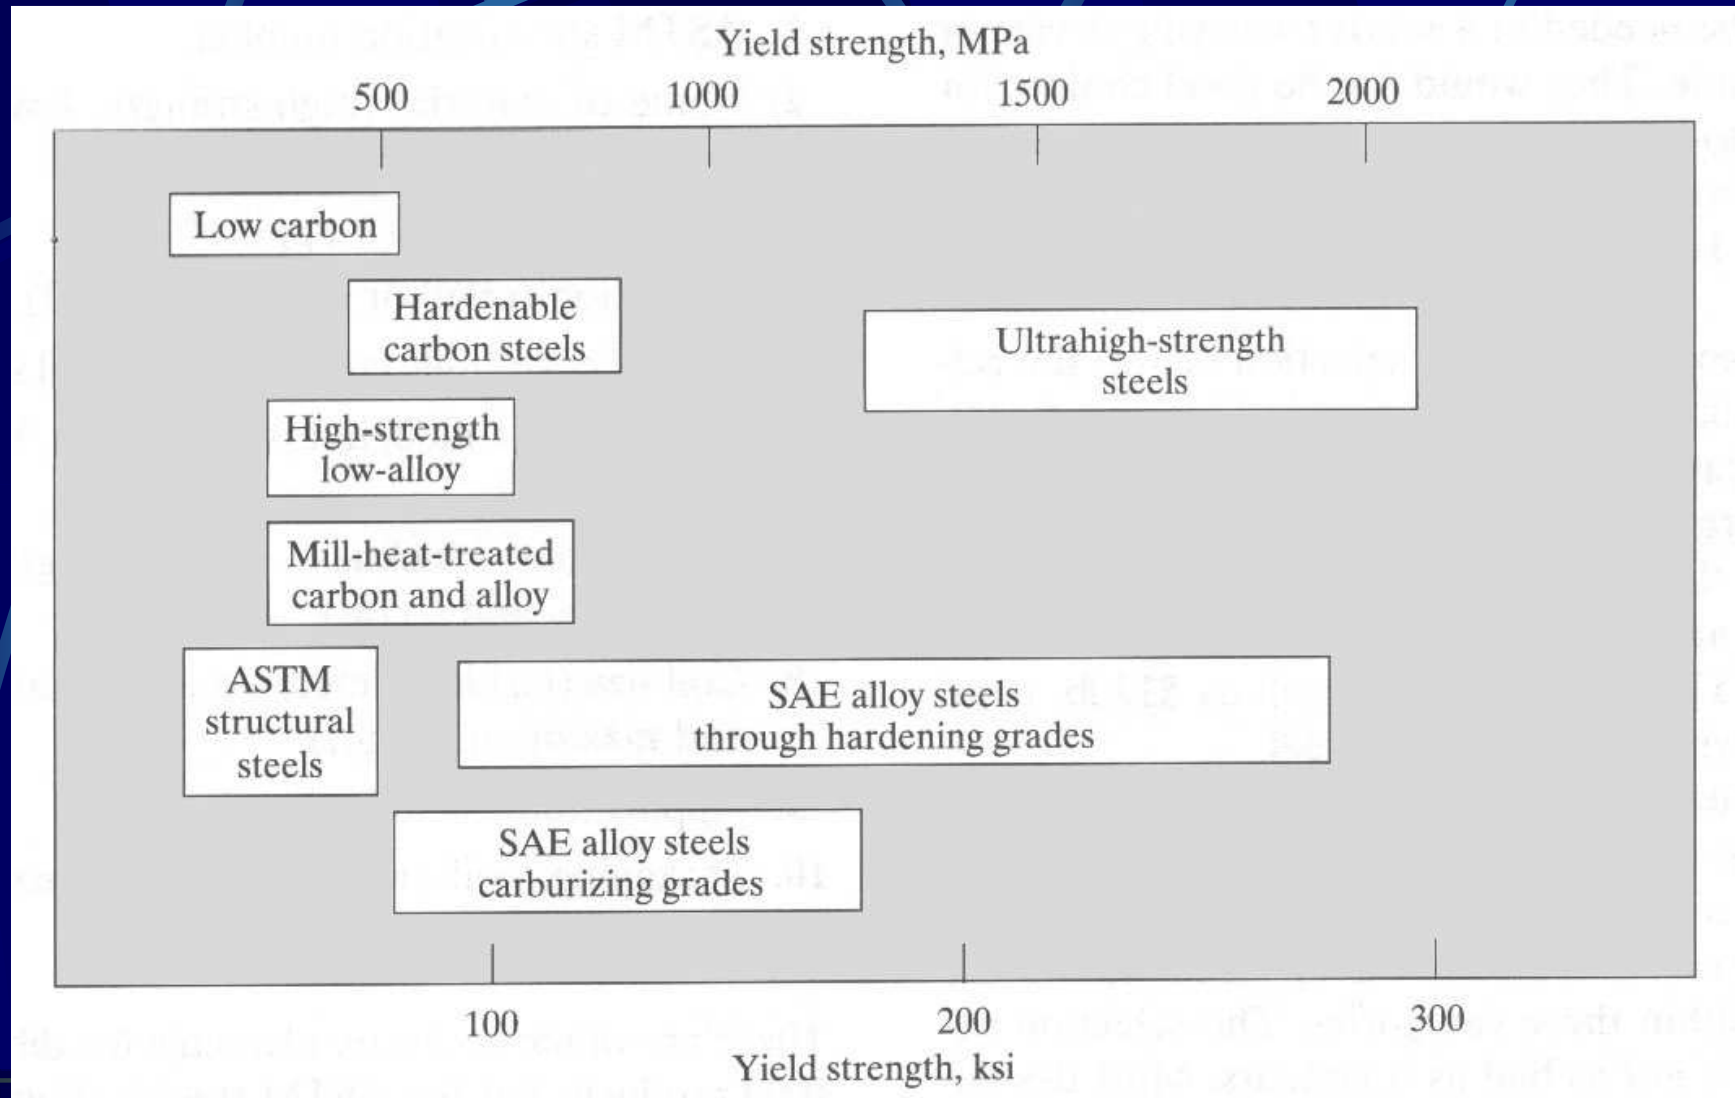 Yield strength, MPa
500 1000 1500 2000
Low carbon
Hardenable
carbon steels
Ultrahigh-strength
steels
High-strength
low-alloy
Mill-heat-treated
carbon and alloy
ASTM
structural
steels
SAE alloy steels
through hardening grades
SAE alloy steels
carburizing grades
100 200 300
Yield strength, ksi